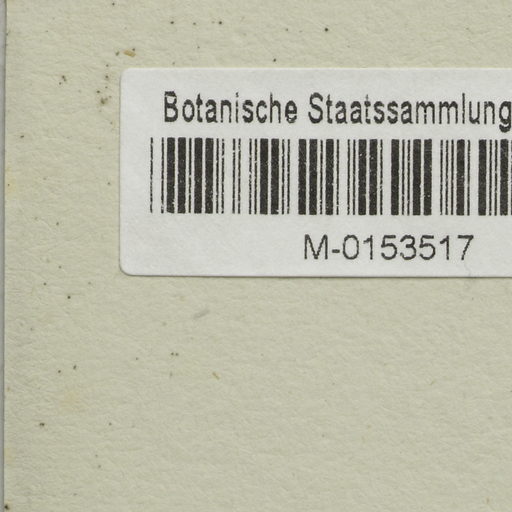 Botanische Staatssammlung
M-0153517